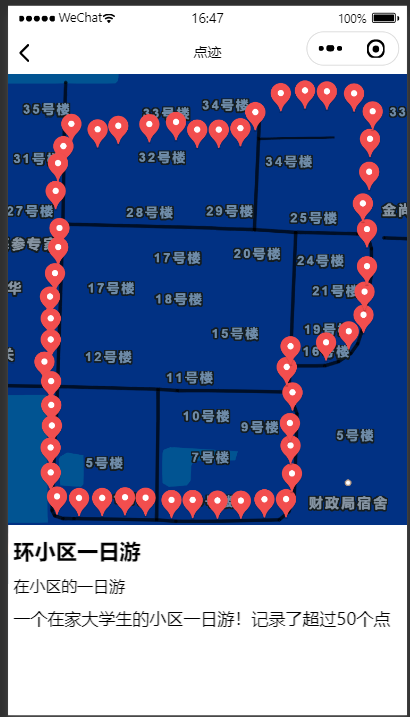 WeChat 16:47 100%
点迹
35号楼 33号楼 34号楼 33
31号楼 32号楼 34号楼
27号楼 28号楼 29号楼 25号楼 金尚
参专家
17号楼 20号楼 24号楼
华 17号楼 18号楼 21号楼
15号楼 19号楼
关 12号楼 16号楼
11号楼
10号楼 9号楼 5号楼
5号楼 7号楼
财政局宿舍
环小区一日游
在小区的一日游
一个在家大学生的小区一日游！记录了超过50个点